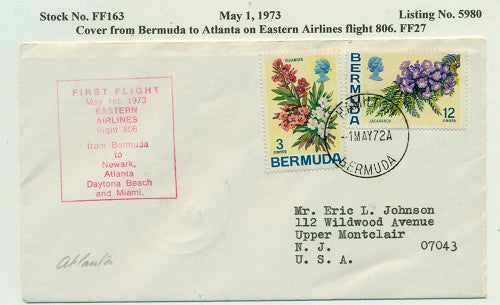 Stock No. FF163 May 1, 1973 Listing No. 5980
Cover from Bermuda to Atlanta on Eastern Airlines flight 806. FF27
FIRST FLIGHT
May 1st, 1973
EASTERN
AIRLINES
flight 806
from Bermuda
to
Newark,
Atlanta
Daytona Beach
and Miami.
OLEANDER
3
CENTS
BERMUDA
BERMUDA
JACARANDA
12
CENTS
HAMILTON
-1MAY72A
BERMUDA
Mr. Eric L. Johnson
112 Wildwood Avenue
Upper Montclair
N. J. 07043
U. S. A.
Atlanta